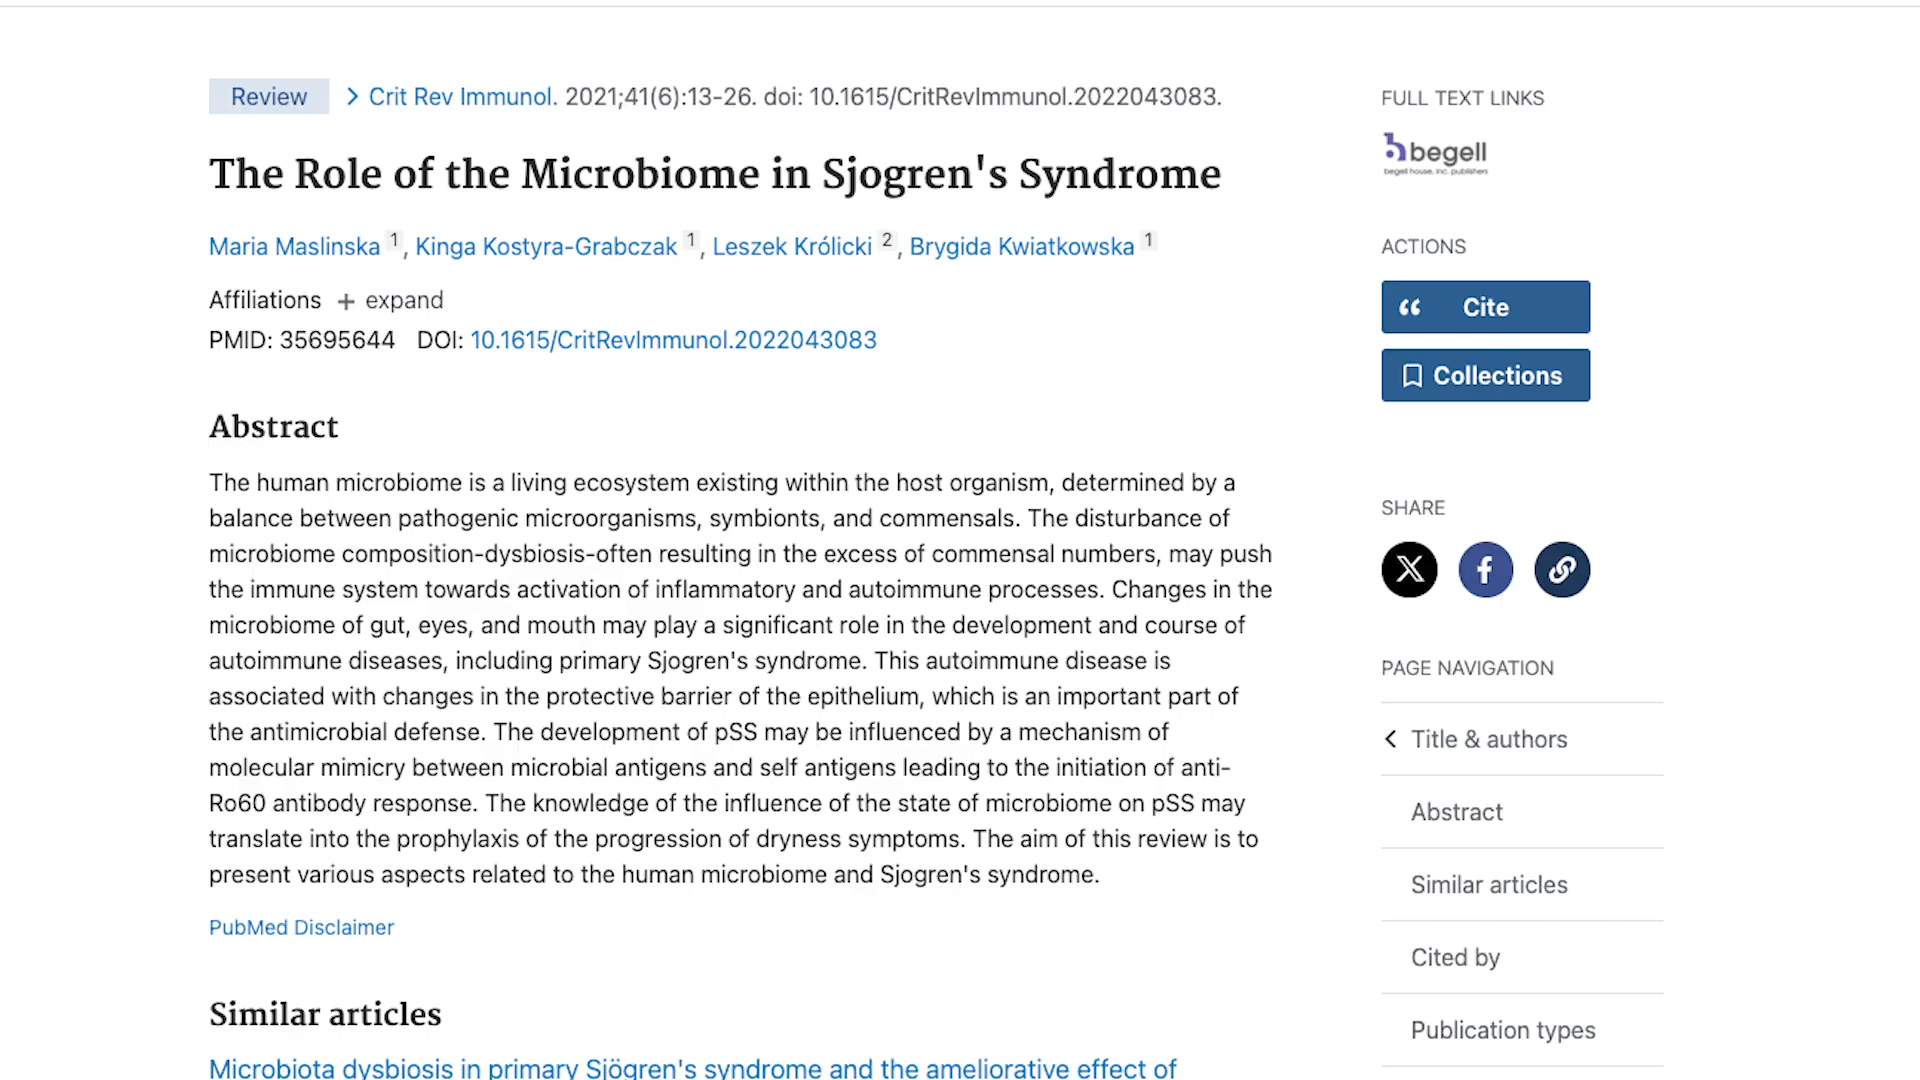 Review
Crit Rev Immunol. 2021;41(6):13-26. doi: 10.1615/CritRevImmunol.2022043083.
The Role of the Microbiome in Sjogren's Syndrome
Maria Maslinska 1, Kinga Kostyra-Grabczak 1, Leszek Królicki 2, Brygida Kwiatkowska 1
Affiliations + expand
PMID: 35695644 DOI: 10.1615/CritRevImmunol.2022043083
Abstract
The human microbiome is a living ecosystem existing within the host organism, determined by a
balance between pathogenic microorganisms, symbionts, and commensals. The disturbance of
microbiome composition-dysbiosis-often resulting in the excess of commensal numbers, may push
the immune system towards activation of inflammatory and autoimmune processes. Changes in the
microbiome of gut, eyes, and mouth may play a significant role in the development and course of
autoimmune diseases, including primary Sjogren's syndrome. This autoimmune disease is
associated with changes in the protective barrier of the epithelium, which is an important part of
the antimicrobial defense. The development of pSS may be influenced by a mechanism of
molecular mimicry between microbial antigens and self antigens leading to the initiation of anti-
Ro60 antibody response. The knowledge of the influence of the state of microbiome on pSS may
translate into the prophylaxis of the progression of dryness symptoms. The aim of this review is to
present various aspects related to the human microbiome and Sjogren's syndrome.
PubMed Disclaimer
Similar articles
Microbiota dysbiosis in primary Sjögren's syndrome and the ameliorative effect of
FULL TEXT LINKS
begell
begell house, inc. publishers
ACTIONS
Cite
Collections
SHARE
PAGE NAVIGATION
Title & authors
Abstract
Similar articles
Cited by
Publication types